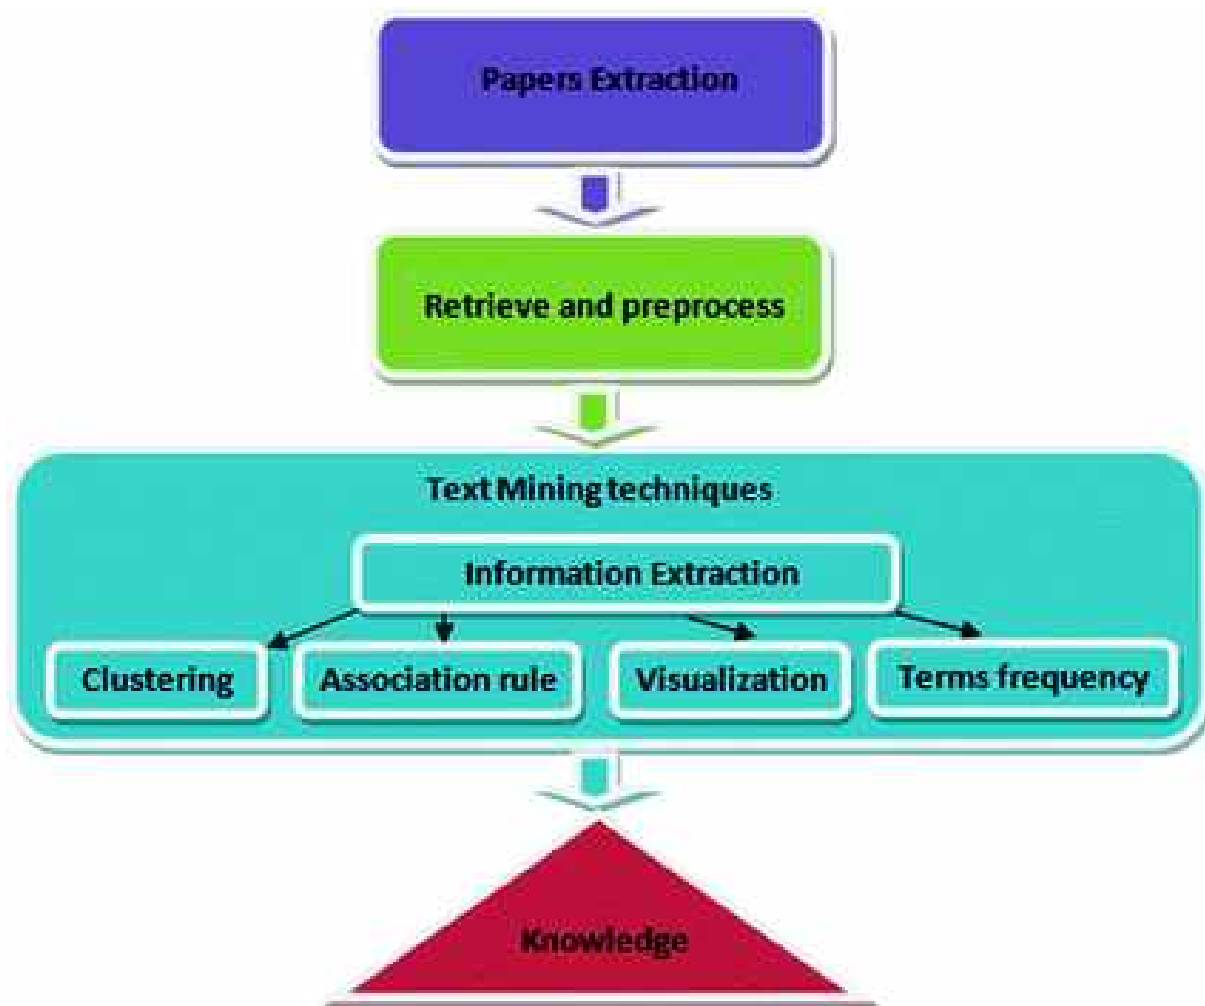 Papers Extraction
Retrieve and preprocess
Text Mining techniques
Information Extraction
Clustering
Association rule
Visualization
Terms frequency
Knowledge